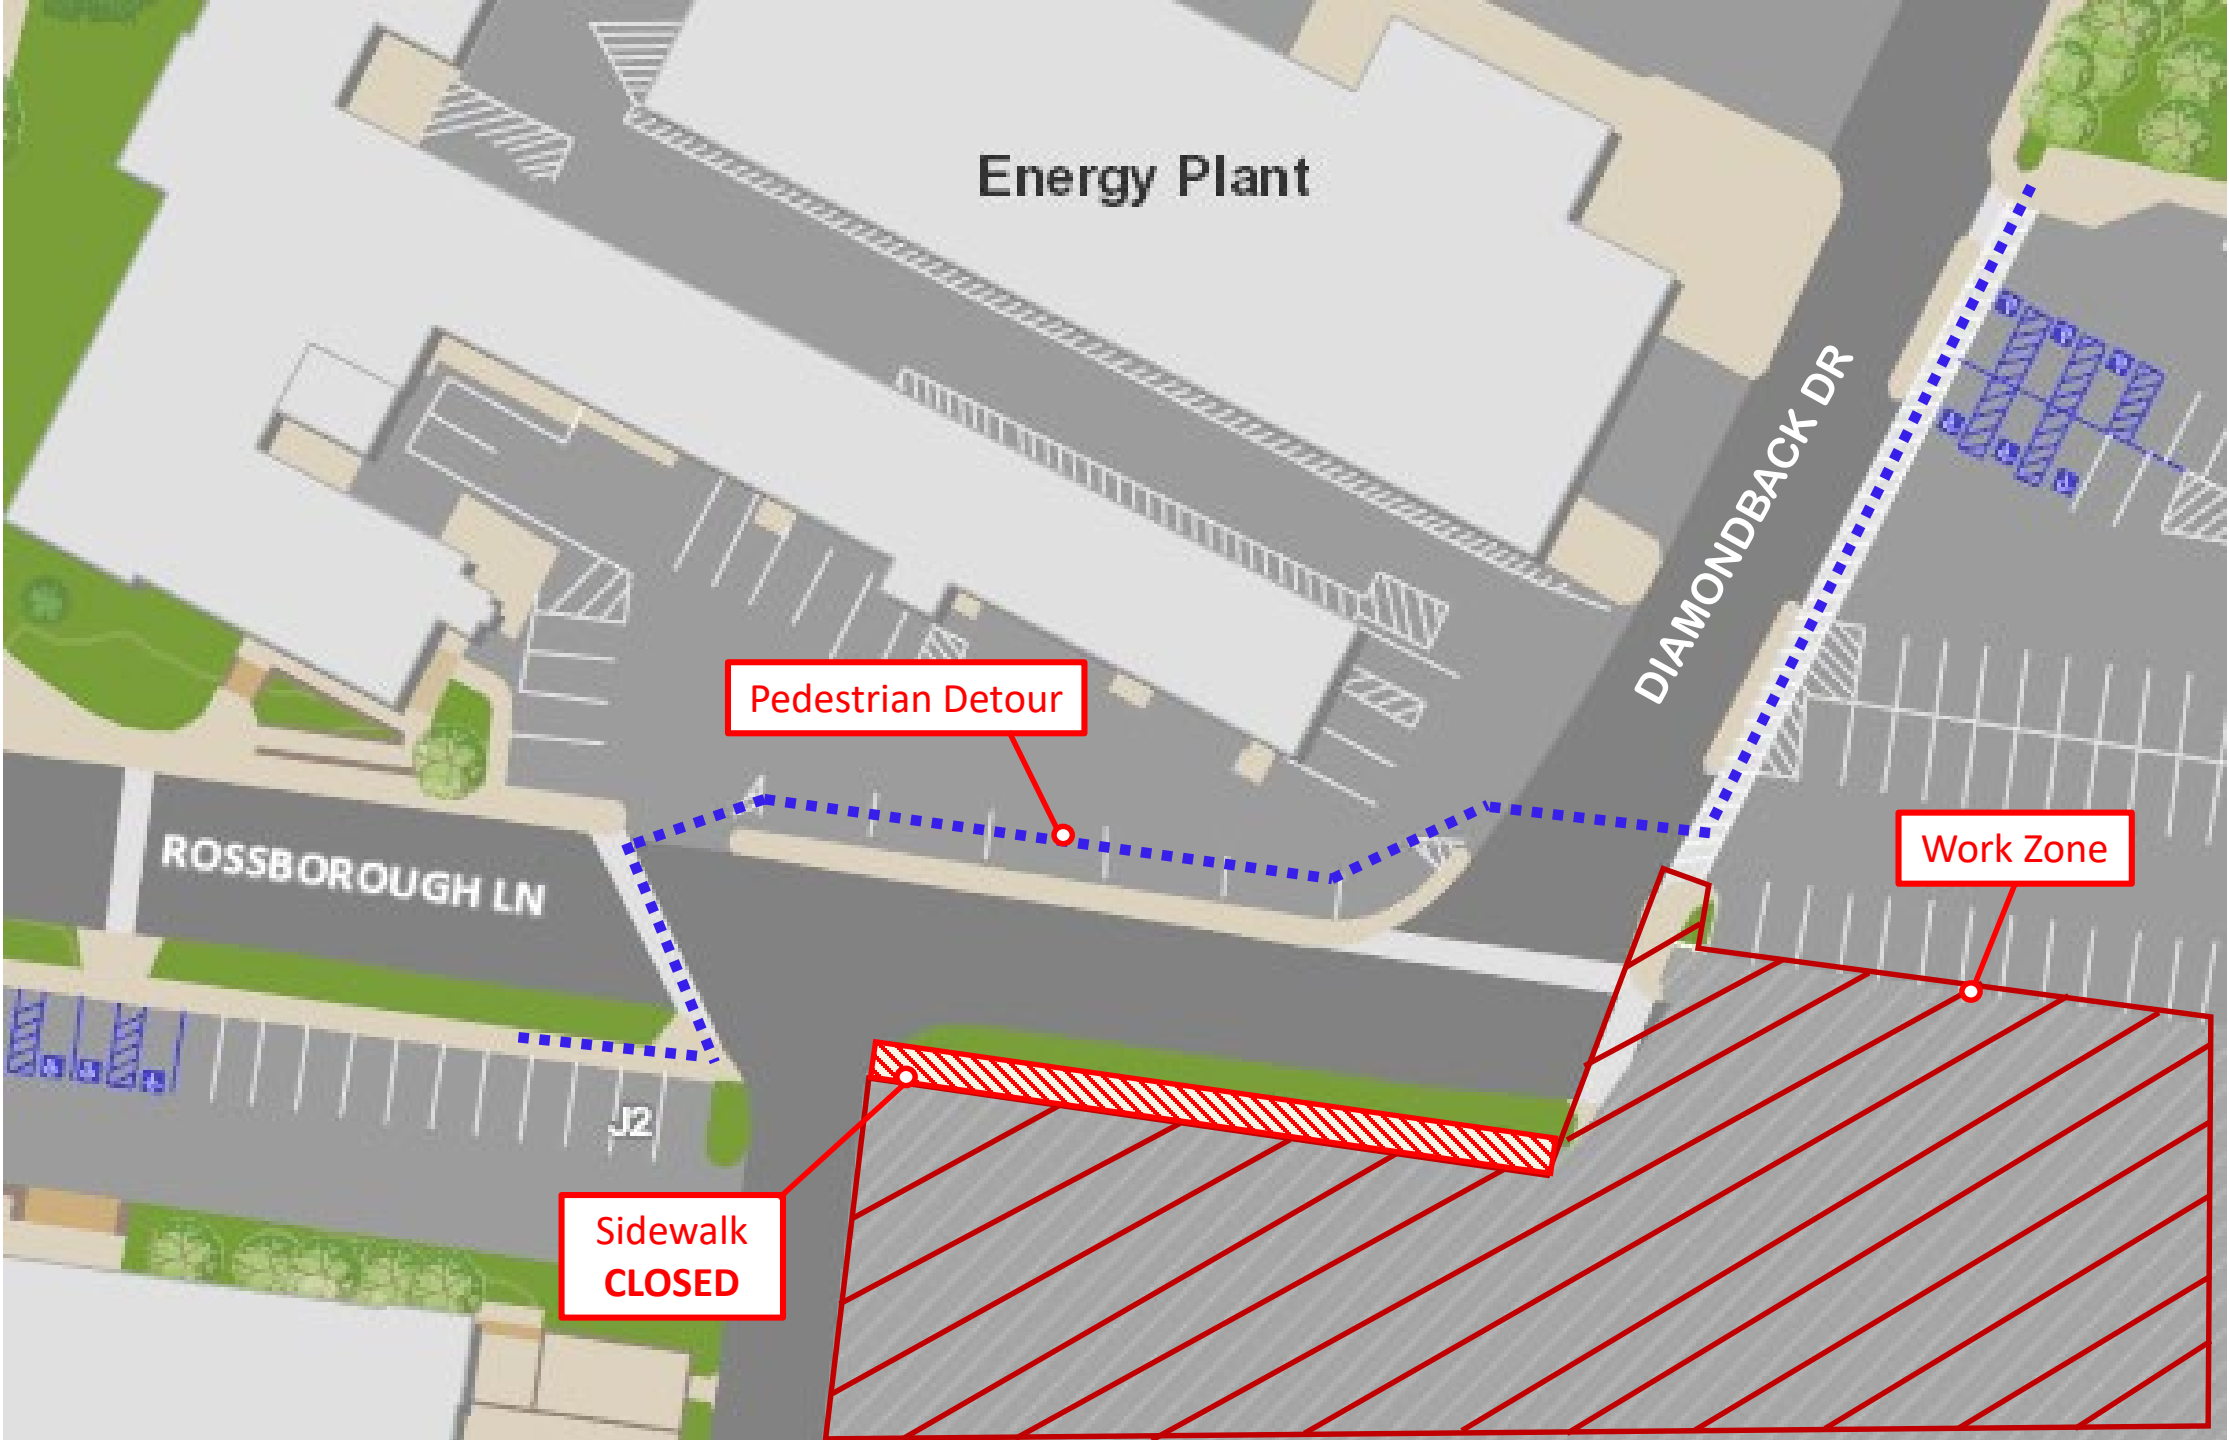 Energy Plant
DIAMONDBACK DR
Pedestrian Detour
Work Zone
ROSSBOROUGH LN
J2
Sidewalk
CLOSED